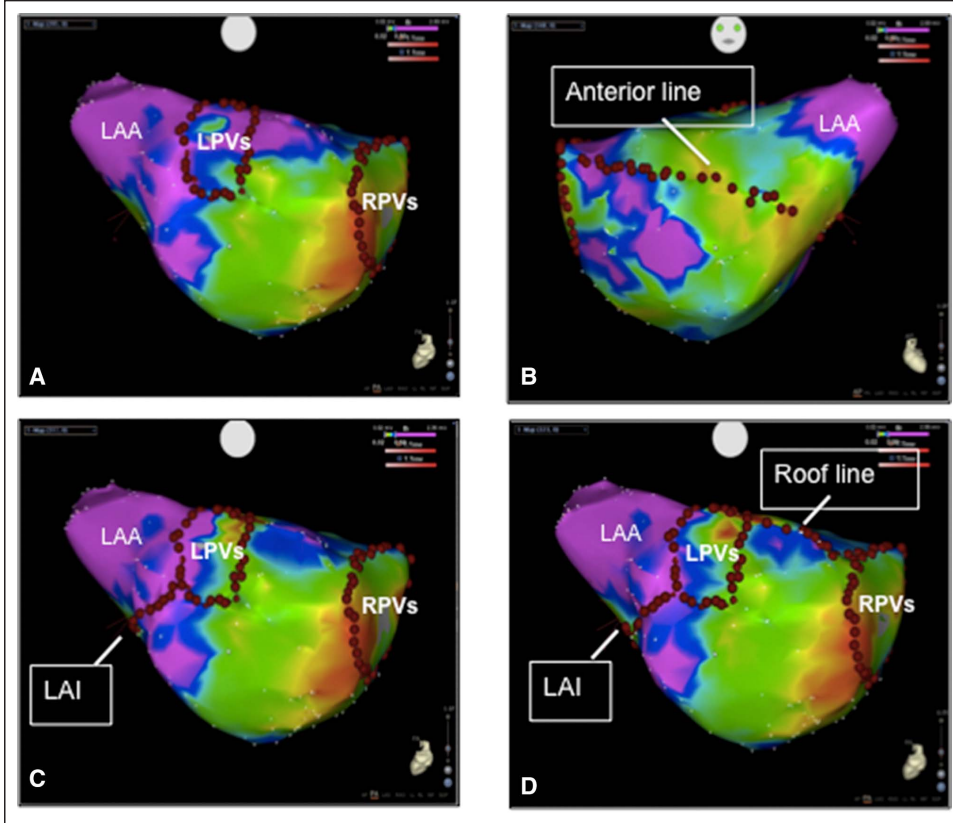 LAA
LPVs
RPVs
A
Anterior line
LAA
B
LAA
LPVs
RPVs
LAI
C
Roof line
LAA
LPVs
RPVs
LAI
D